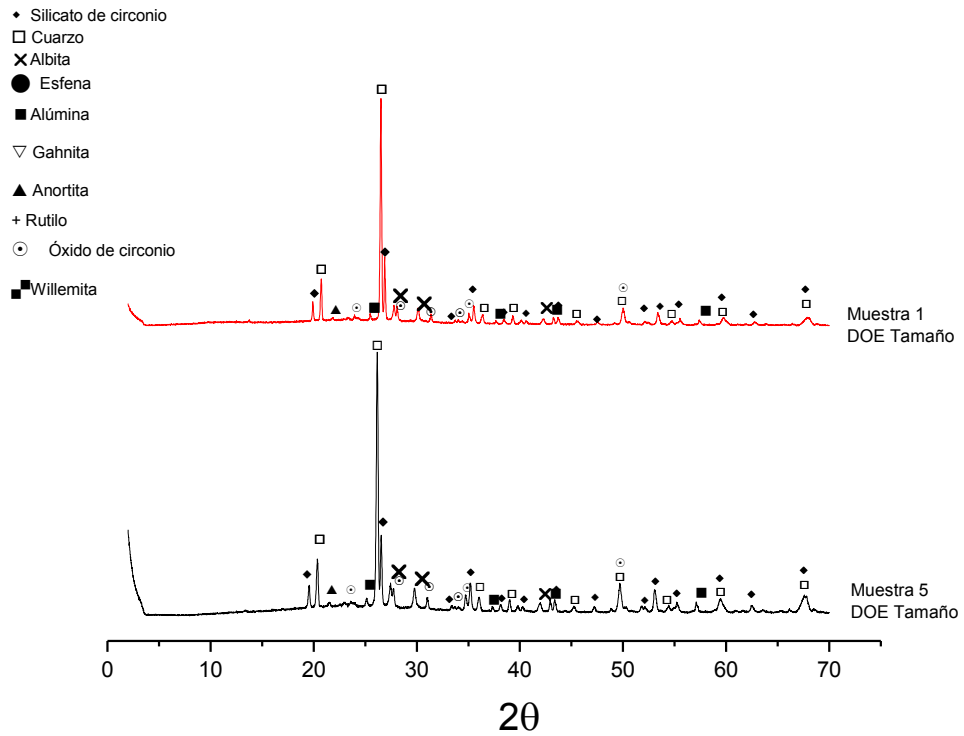 Silicato de circonio
Cuarzo
Albita
Esfena
Alúmina
Gahnita
Anortita
+ Rutilo
Óxido de circonio
Willemita
Muestra 1
DOE Tamaño
Muestra 5
DOE Tamaño
0 10 20 30 40 50 60 70
2θ